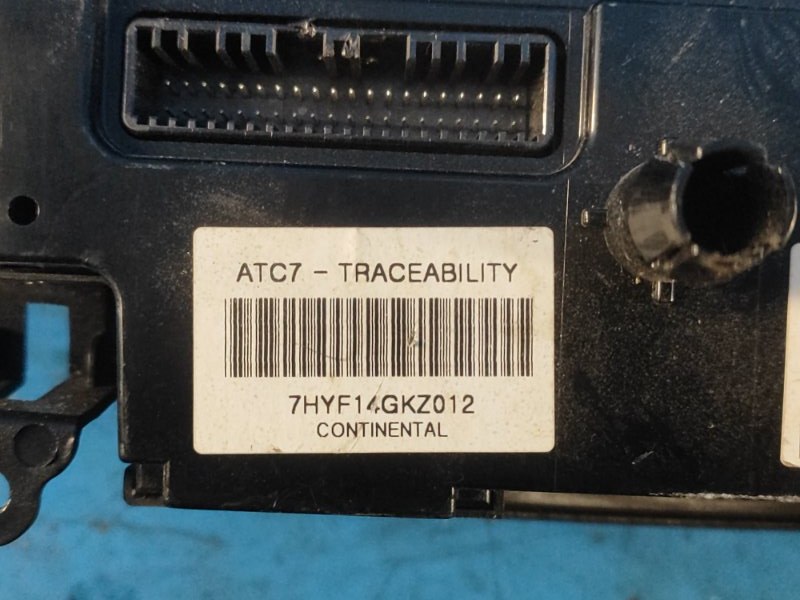 ATC7 - TRACEABILITY
7HYF14GKZ012
CONTINENTAL